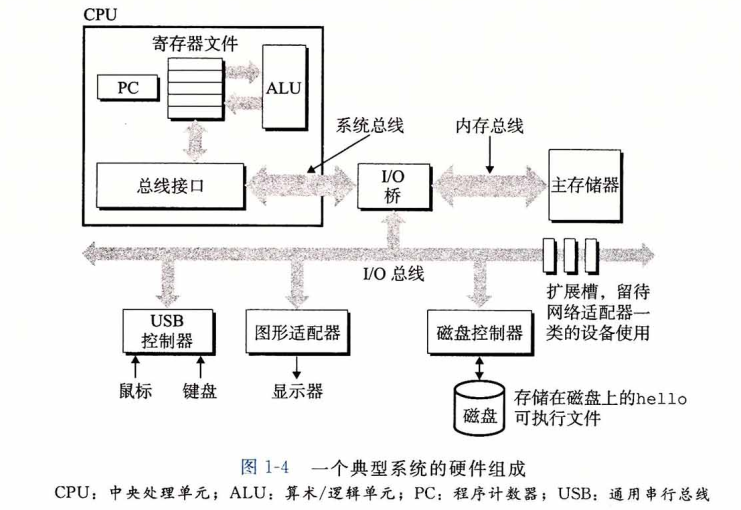 CPU
寄存器文件
PC
ALU
系统总线
内存总线
总线接口
I/O
桥
主存储器
I/O 总线
扩展槽，留待
网络适配器一
类的设备使用
USB
控制器
图形适配器
磁盘控制器
鼠标
键盘
显示器
磁盘
存储在磁盘上的hello
可执行文件
图 1-4 一个典型系统的硬件组成
CPU：中央处理单元；ALU：算术/逻辑单元；PC：程序计数器；USB：通用串行总线